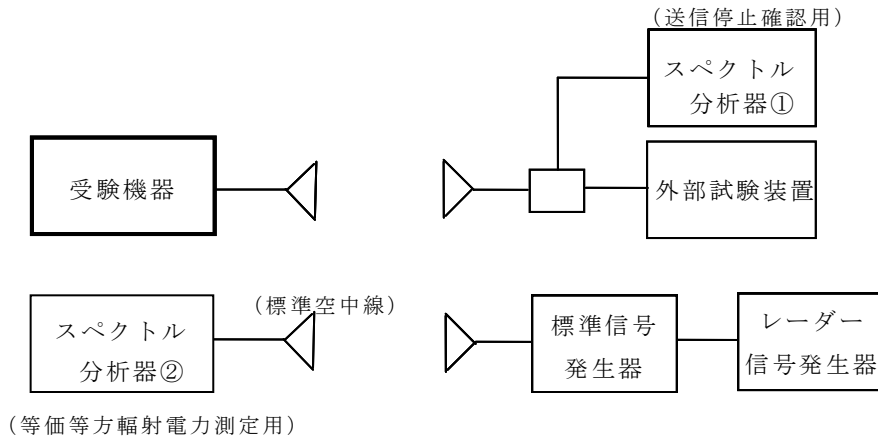 (送信停止確認用)
スペクトル
分析器①
受験機器
外部試験装置
(標準空中線)
スペクトル
分析器②
標準信号
発生器
レーダー
信号発生器
(等価等方輻射電力測定用)